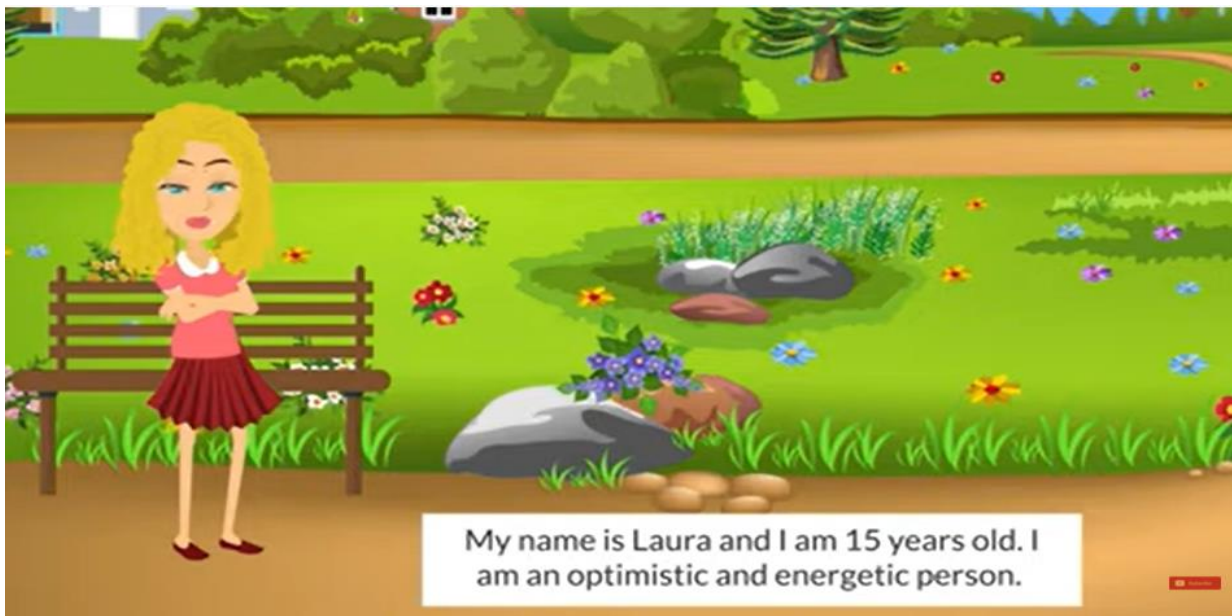 My name is Laura and I am 15 years old. I
am an optimistic and energetic person.